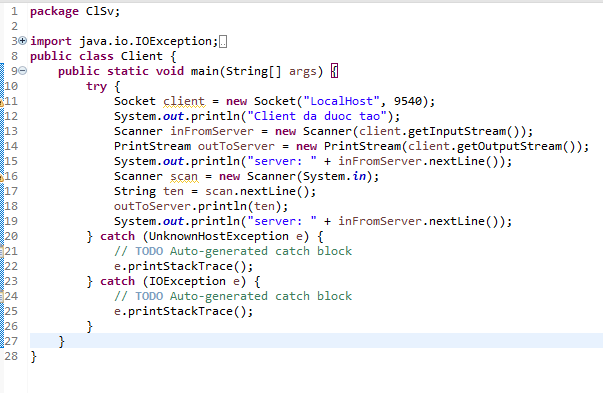 1 package ClSv;
2
3 import java.io.IOException;
8 public class Client {
9 public static void main(String[] args) {
10 try {
11 Socket client = new Socket("LocalHost", 9540);
12 System.out.println("Client da duoc tao");
13 Scanner inFromServer = new Scanner(client.getInputStream());
14 PrintStream outToServer = new PrintStream(client.getOutputStream());
15 System.out.println("server: " + inFromServer.nextLine());
16 Scanner scan = new Scanner(System.in);
17 String ten = scan.nextLine();
18 outToServer.println(ten);
19 System.out.println("server: " + inFromServer.nextLine());
20 } catch (UnknownHostException e) {
21 // TODO Auto-generated catch block
22 e.printStackTrace();
23 } catch (IOException e) {
24 // TODO Auto-generated catch block
25 e.printStackTrace();
26 }
27 }
28 }